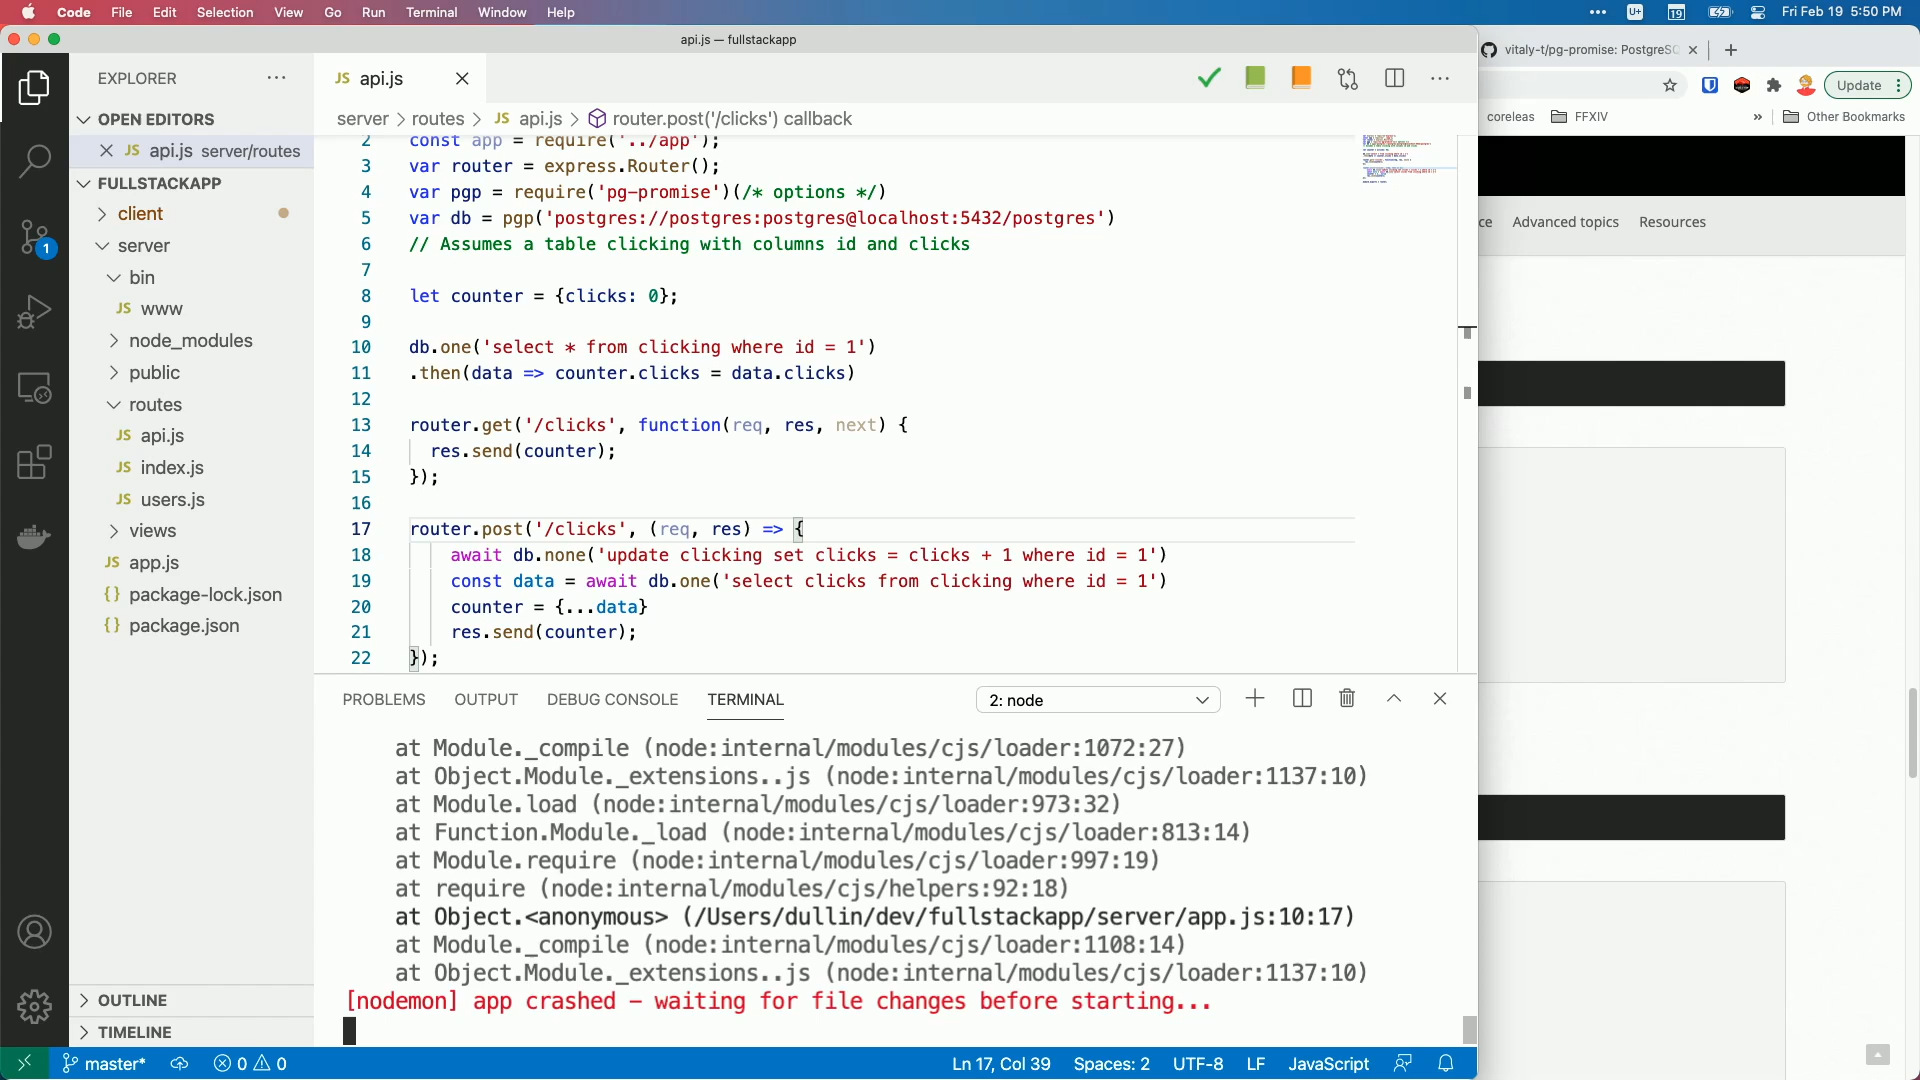 Code File Edit Selection View Go Run Terminal Window Help
19 Fri Feb 19 5:50 PM
api.js — fullstackapp
vitaly-t/pg-promise: PostgreSQ
EXPLORER
JS api.js
Update
server > routes > JS api.js > router.post('/clicks') callback
coreleas FFXIV » Other Bookmarks
OPEN EDITORS
JS api.js server/routes
FULLSTACKAPP
client
server
bin
JS www
node_modules
public
routes
JS api.js
JS index.js
JS users.js
views
JS app.js
{} package-lock.json
{} package.json
OUTLINE
TIMELINE
1
2 const app = require('../app');
3 var router = express.Router();
4 var pgp = require('pg-promise')(/* options */)
5 var db = pgp('postgres://postgres:postgres@localhost:5432/postgres')
6 // Assumes a table clicking with columns id and clicks
7
8 let counter = {clicks: 0};
9
10 db.one('select * from clicking where id = 1')
11 .then(data => counter.clicks = data.clicks)
12
13 router.get('/clicks', function(req, res, next) {
14 res.send(counter);
15 });
16
17 router.post('/clicks', (req, res) => {
18 await db.none('update clicking set clicks = clicks + 1 where id = 1')
19 const data = await db.one('select clicks from clicking where id = 1')
20 counter = {...data}
21 res.send(counter);
22 });
ce Advanced topics Resources
PROBLEMS OUTPUT DEBUG CONSOLE TERMINAL 2: node
at Module._compile (node:internal/modules/cjs/loader:1072:27)
at Object.Module._extensions..js (node:internal/modules/cjs/loader:1137:10)
at Module.load (node:internal/modules/cjs/loader:973:32)
at Function.Module._load (node:internal/modules/cjs/loader:813:14)
at Module.require (node:internal/modules/cjs/loader:997:19)
at require (node:internal/modules/cjs/helpers:92:18)
at Object.<anonymous> (/Users/dullin/dev/fullstackapp/server/app.js:10:17)
at Module._compile (node:internal/modules/cjs/loader:1108:14)
at Object.Module._extensions..js (node:internal/modules/cjs/loader:1137:10)
[nodemon] app crashed - waiting for file changes before starting...
master* 0 0 Ln 17, Col 39 Spaces: 2 UTF-8 LF JavaScript